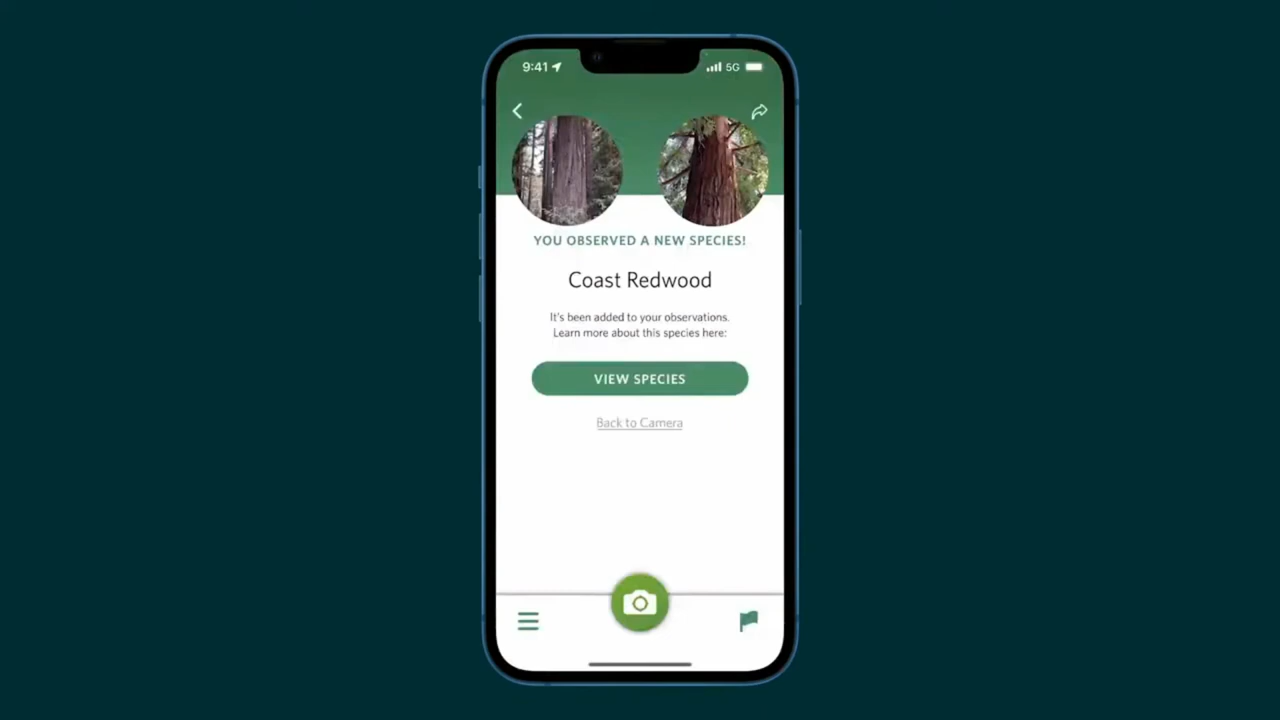 9:41
5G
YOU OBSERVED A NEW SPECIES!
Coast Redwood
It's been added to your observations.
Learn more about this species here:
VIEW SPECIES
Back to Camera